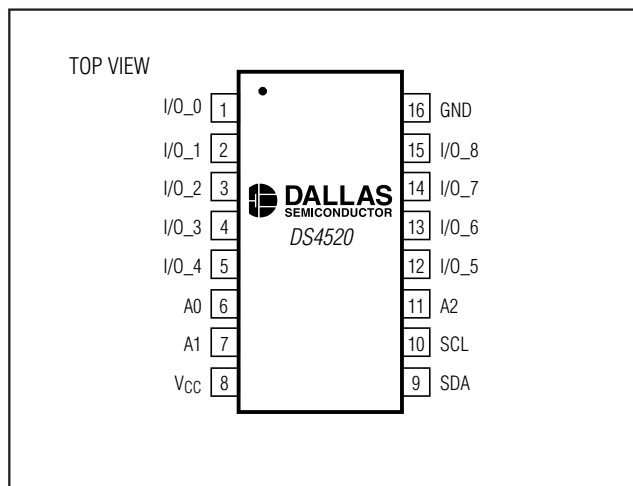 TOP VIEW
I/O_0 1
I/O_1 2
I/O_2 3
I/O_3 4
I/O_4 5
A0 6
A1 7
VCC 8
DALLAS
SEMICONDUCTOR
DS4520
16 GND
15 I/O_8
14 I/O_7
13 I/O_6
12 I/O_5
11 A2
10 SCL
9 SDA